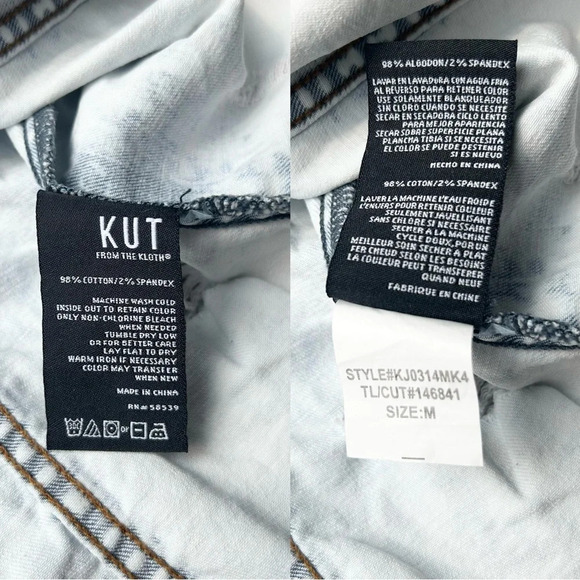 KUT
FROM THE KLOTH®
98% COTTON/2% SPANDEX
MACHINE WASH COLD
INSIDE OUT TO RETAIN COLOR
ONLY NON-CHLORINE BLEACH
WHEN NEEDED
TUMBLE DRY LOW
OR FOR BETTER CARE
LAY FLAT TO DRY
WARM IRON IF NECESSARY
COLOR MAY TRANSFER
WHEN NEW
MADE IN CHINA
RN# 58539
OR
98% ALGODON/2% SPANDEX
LAVAR EN LAVADORA CON AGUA FRIA
AL REVERSO PARA RETENER COLOR
USE SOLAMENTE BLANQUEADOR
SIN CLORO CUANDO SE NECESITE
SECAR EN SECADORA CICLO LENTO
PARA MEJOR APARIENCIA
SECAR SOBRE SUPERFICIE PLANA
PLANCHA TIBIA SI SE NECESITA
EL COLOR SE PUEDE DESTENIR
SI ES NUEVO
HECHO EN CHINA
98% COTON/2% SPANDEX
LAVER LA MACHINE L'EAU FROIDE
L'ENVERS POUR RETENIR COULEUR
SEULEMENT JAVELLISANT
SANS CHLORE SI NECESSAIRE
SECHER A LA MACHINE
CYCLE DOUX, POR UN
MEILLEUR SOIN SECHER A PLAT
FER CHAUD SELON LES BESOINS
LA COULEUR PEUT TRANSFERER
QUAND NEUF
FABRIQUE EN CHINE
STYLE#KJ0314MK4
TL/CUT#146841
SIZE:M